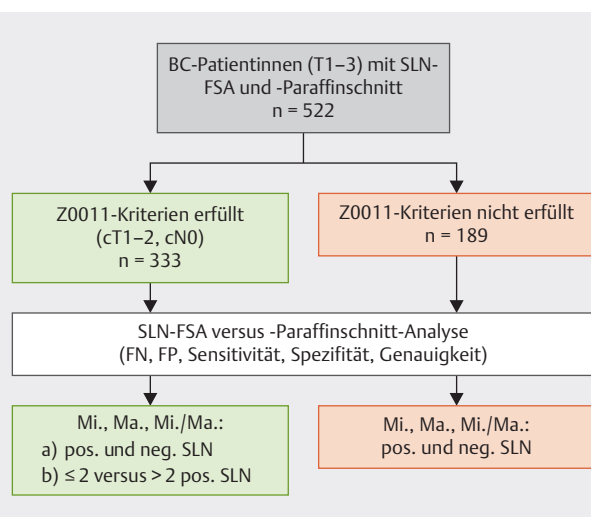 BC-Patientinnen (T1–3) mit SLN-
FSA und -Paraffinschnitt
n = 522
Z0011-Kriterien erfüllt
(cT1–2, cN0)
n = 333
Z0011-Kriterien nicht erfüllt
n = 189
SLN-FSA versus -Paraffinschnitt-Analyse
(FN, FP, Sensitivität, Spezifität, Genauigkeit)
Mi., Ma., Mi./Ma.:
a) pos. und neg. SLN
b) ≤ 2 versus > 2 pos. SLN
Mi., Ma., Mi./Ma.:
pos. und neg. SLN